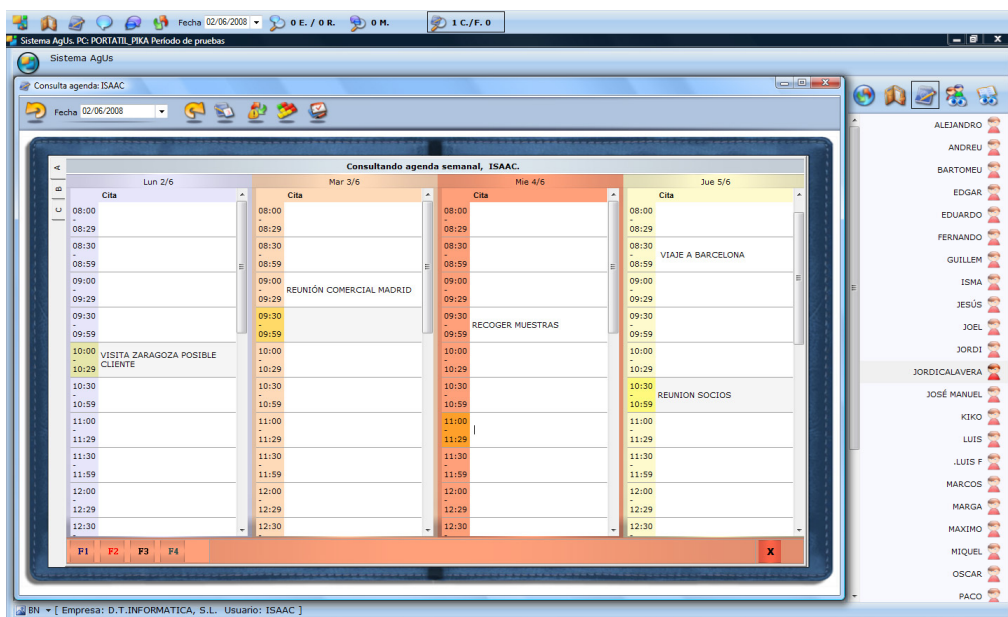 Fecha 02/06/2008 0 E. / 0 R. 0 M. 1 C./F. 0
Sistema AgUs. PC: PORTATIL_PIKA Periodo de pruebas
Sistema AgUs
Consulta agenda: ISAAC
Fecha 02/06/2008
Consultando agenda semanal, ISAAC.
A
B
C
Lun 2/6 Mar 3/6 Mie 4/6 Jue 5/6
Cita Cita Cita Cita
08:00 08:00 08:00 08:00
- - - -
08:29 08:29 08:29 08:29
08:30 08:30 08:30 08:30
- - - - VIAJE A BARCELONA
08:59 08:59 08:59 08:59
09:00 09:00 09:00 09:00
- - REUNIÓN COMERCIAL MADRID - -
09:29 09:29 09:29 09:29
09:30 09:30 09:30 09:30
- - - RECOGER MUESTRAS -
09:59 09:59 09:59 09:59
10:00 VISITA ZARAGOZA POSIBLE 10:00 10:00 10:00
- CLIENTE - - -
10:29 10:29 10:29 10:29
10:30 10:30 10:30 10:30
- - - - REUNION SOCIOS
10:59 10:59 10:59 10:59
11:00 11:00 11:00 11:00
- - - -
11:29 11:29 11:29 11:29
11:30 11:30 11:30 11:30
- - - -
11:59 11:59 11:59 11:59
12:00 12:00 12:00 12:00
- - - -
12:29 12:29 12:29 12:29
12:30 12:30 12:30 12:30
F1 F2 F3 F4 X
ALEJANDRO
ANDREU
BARTOMEU
EDGAR
EDUARDO
FERNANDO
GUILLEM
ISMA
JESÚS
JOEL
JORDI
JORDICALAVERA
JOSÉ MANUEL
KIKO
LUIS
.LUIS F
MARCOS
MARGA
MAXIMO
MIQUEL
OSCAR
PACO
BN [ Empresa: D.T.INFORMATICA, S.L. Usuario: ISAAC ]